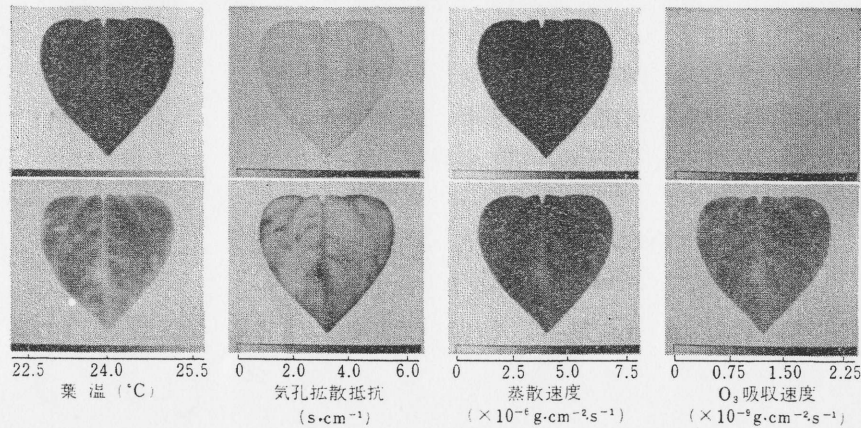 22.5 24.0 25.5
葉 温 (°C)
0 2.0 4.0 6.0
気孔拡散抵抗
(s・cm⁻¹)
0 2.5 5.0 7.5
蒸散速度
(×10⁻⁶g・cm⁻²・s⁻¹)
0 0.75 1.50 2.25
O₃吸収速度
(×10⁻⁹g・cm⁻²・s⁻¹)